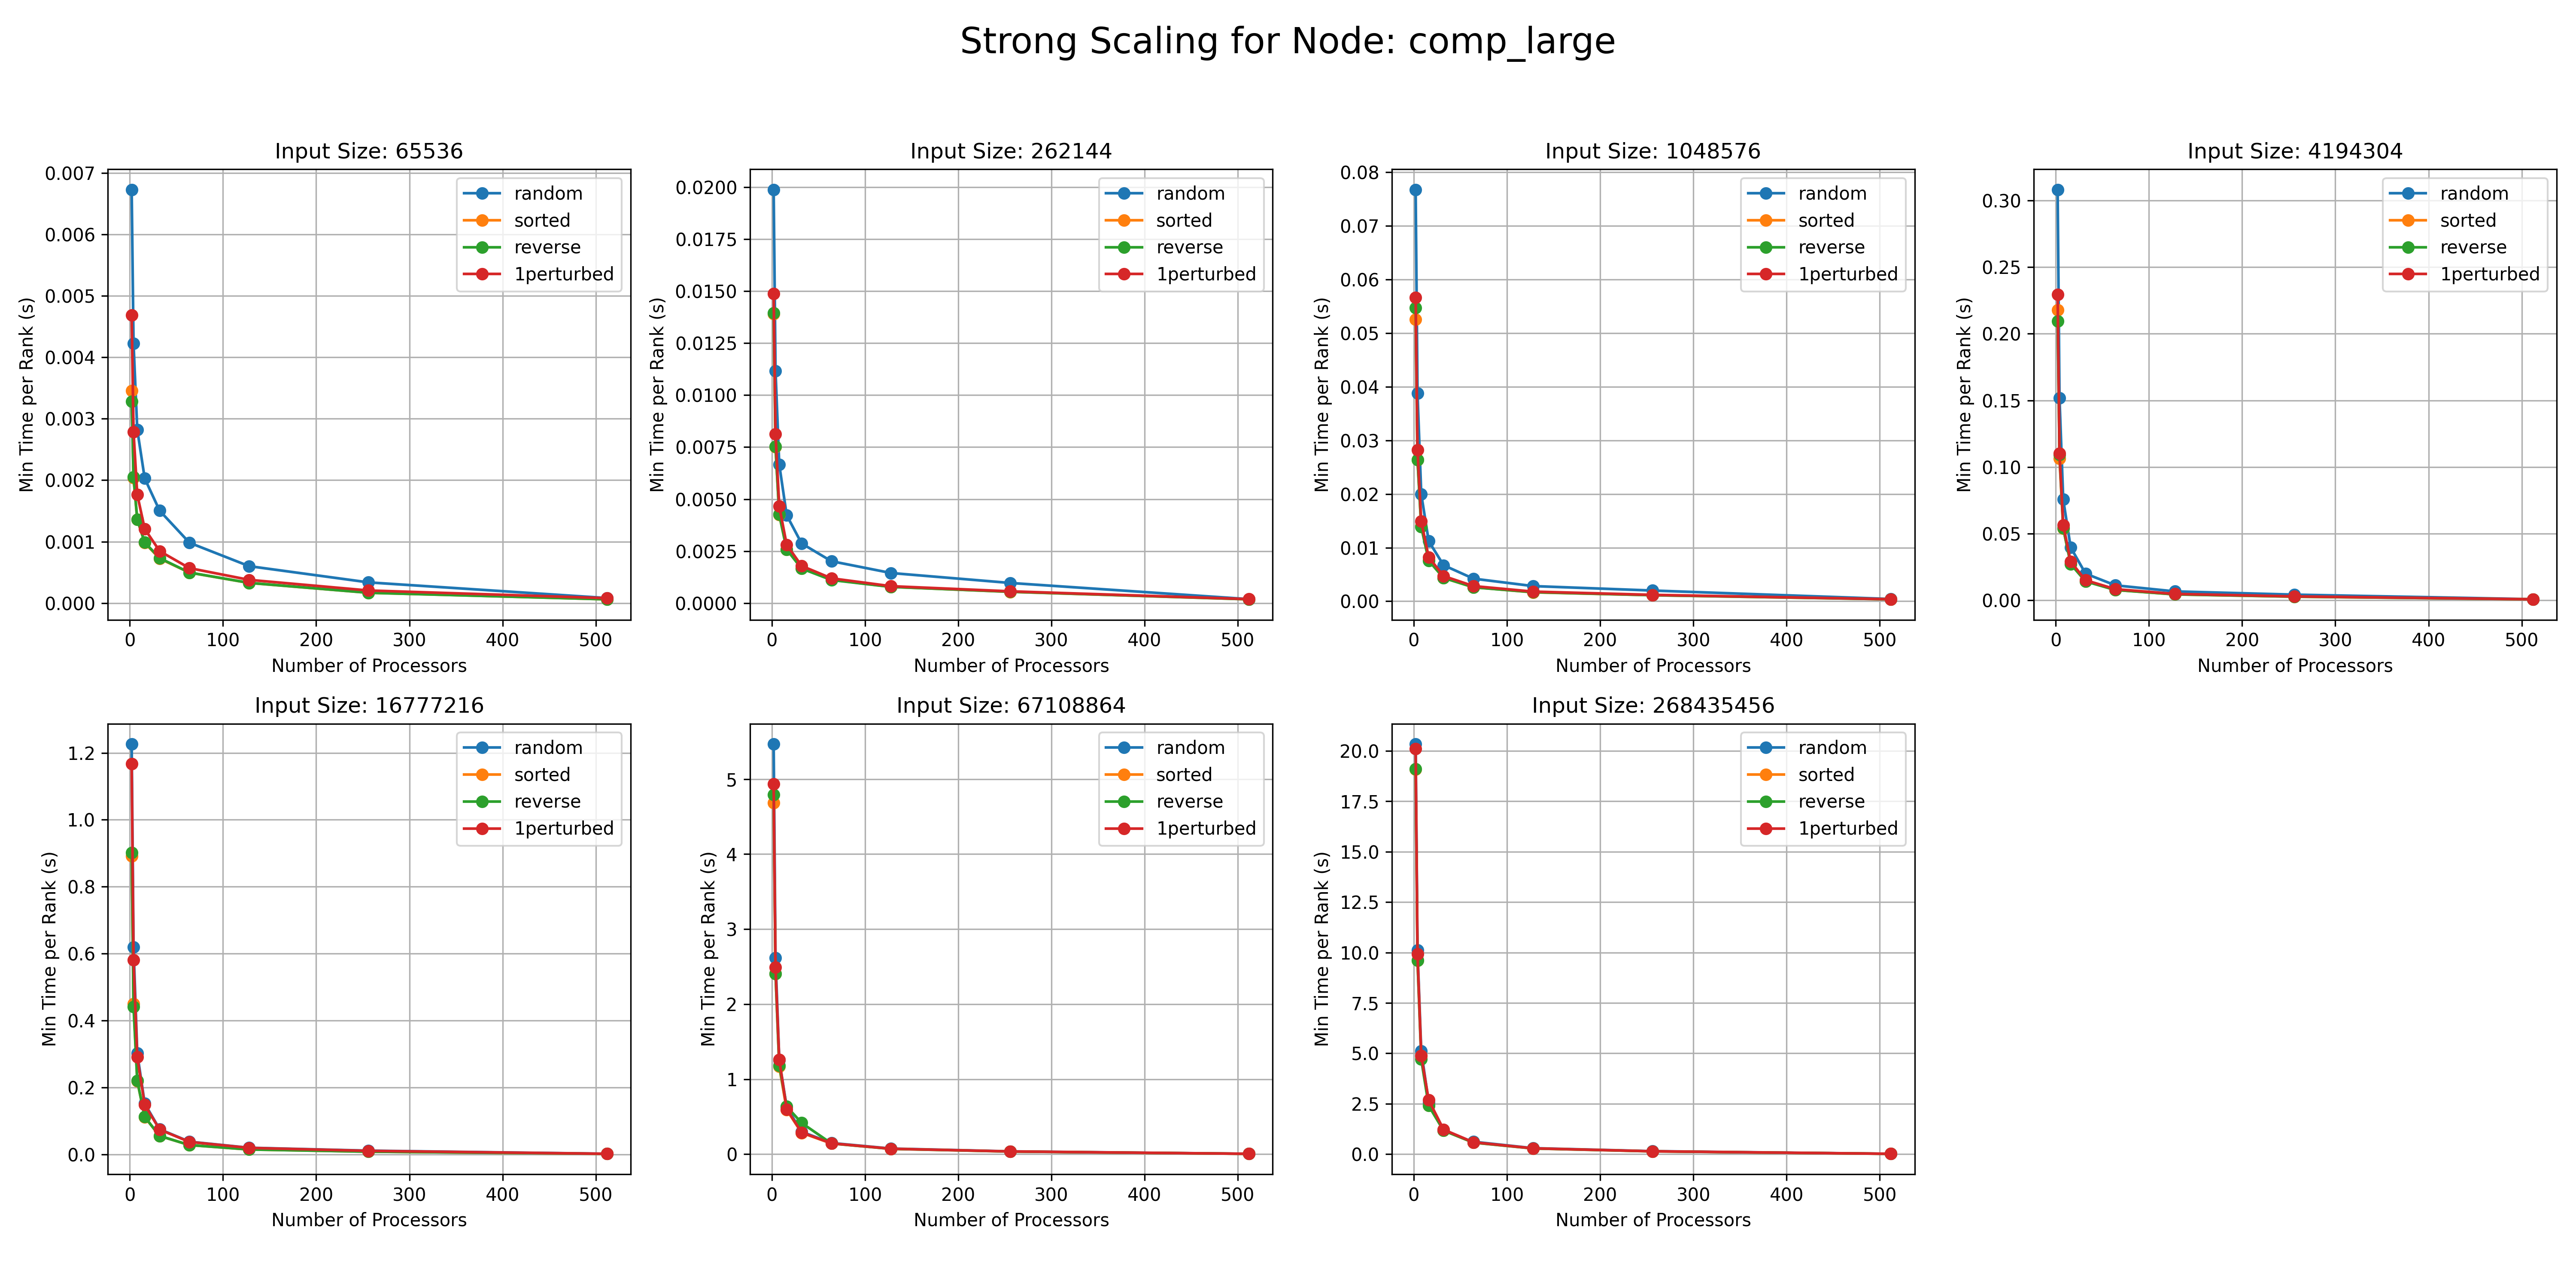 Strong Scaling for Node: comp_large
Input Size: 65536
Min Time per Rank (s)
0.007
0.006
0.005
0.004
0.003
0.002
0.001
0.000
random
sorted
reverse
1perturbed
0 100 200 300 400 500
Number of Processors
Input Size: 262144
Min Time per Rank (s)
0.0200
0.0175
0.0150
0.0125
0.0100
0.0075
0.0050
0.0025
0.0000
random
sorted
reverse
1perturbed
0 100 200 300 400 500
Number of Processors
Input Size: 1048576
Min Time per Rank (s)
0.08
0.07
0.06
0.05
0.04
0.03
0.02
0.01
0.00
random
sorted
reverse
1perturbed
0 100 200 300 400 500
Number of Processors
Input Size: 4194304
Min Time per Rank (s)
0.30
0.25
0.20
0.15
0.10
0.05
0.00
random
sorted
reverse
1perturbed
0 100 200 300 400 500
Number of Processors
Input Size: 16777216
Min Time per Rank (s)
1.2
1.0
0.8
0.6
0.4
0.2
0.0
random
sorted
reverse
1perturbed
0 100 200 300 400 500
Number of Processors
Input Size: 67108864
Min Time per Rank (s)
5
4
3
2
1
0
random
sorted
reverse
1perturbed
0 100 200 300 400 500
Number of Processors
Input Size: 268435456
Min Time per Rank (s)
20.0
17.5
15.0
12.5
10.0
7.5
5.0
2.5
0.0
random
sorted
reverse
1perturbed
0 100 200 300 400 500
Number of Processors